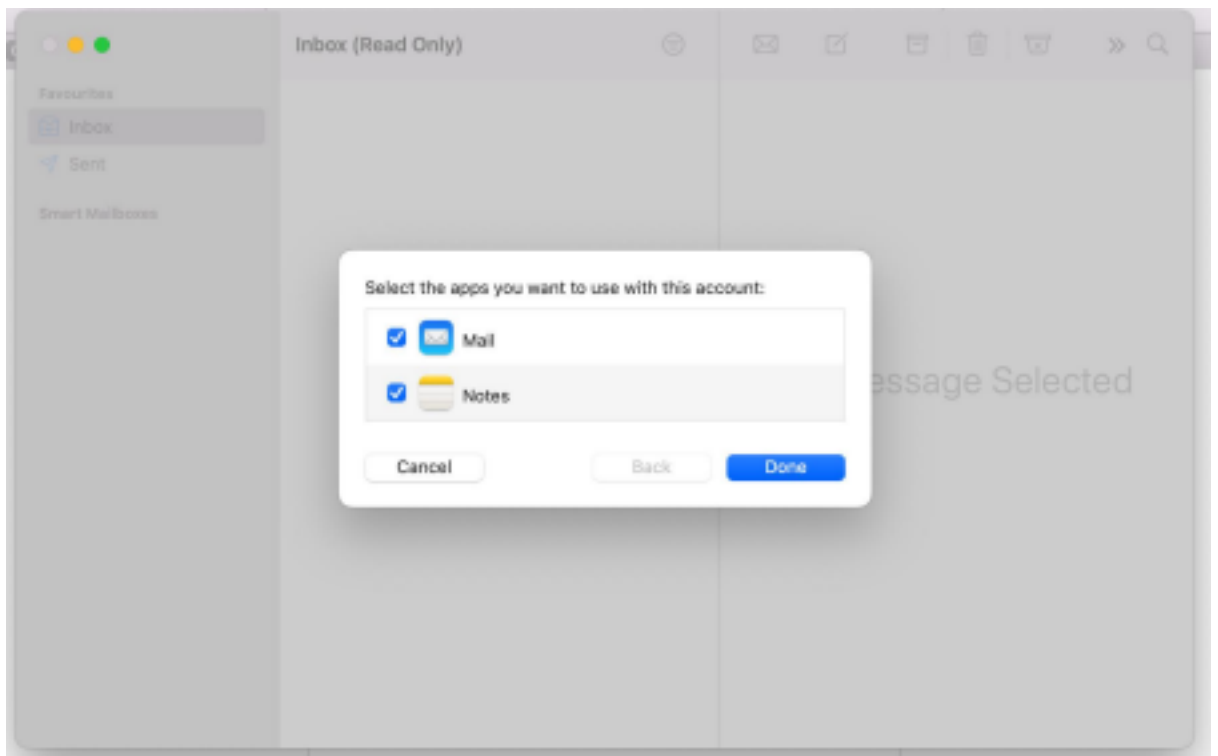 Inbox (Read Only)
Favourites
Inbox
Sent
Smart Mailboxes
Select the apps you want to use with this account:
Mail
Notes
essage Selected
Cancel
Back
Done